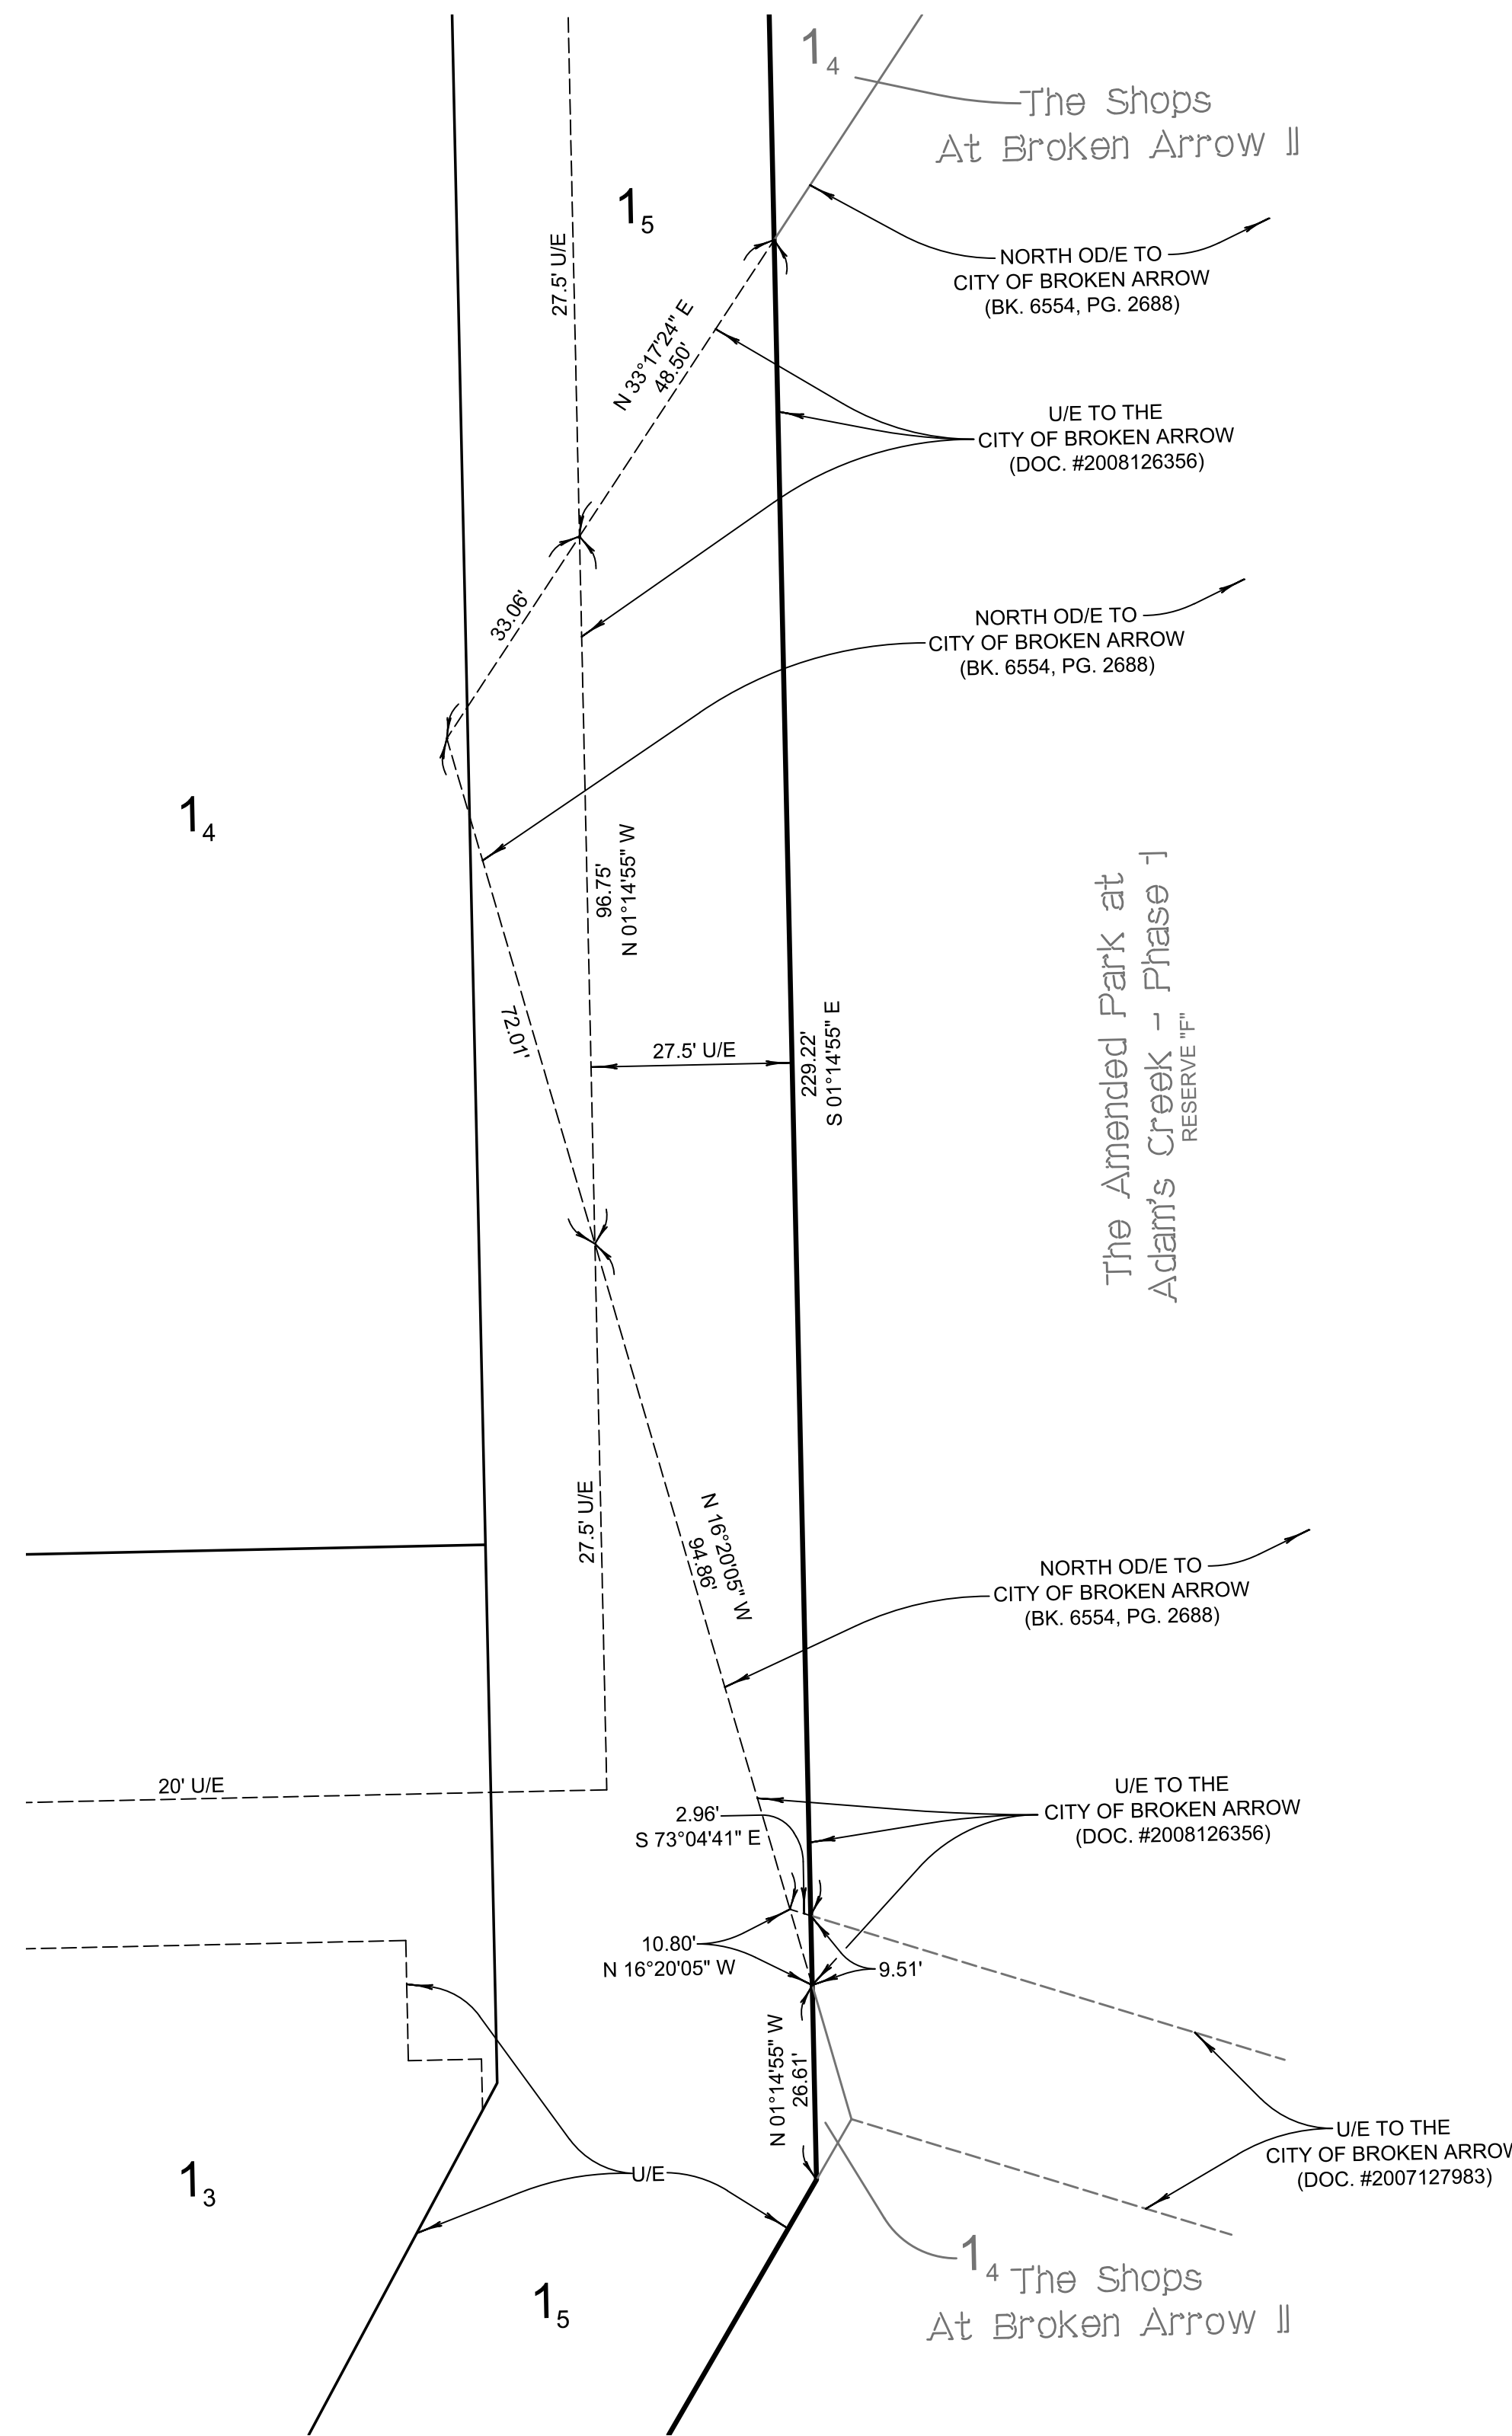 1 4
The Shops
At Broken Arrow II
1 5
27.5' U/E
NORTH OD/E TO
CITY OF BROKEN ARROW
(BK. 6554, PG. 2688)
N 33°17'24" E
48.50'
U/E TO THE
CITY OF BROKEN ARROW
(DOC. #2008126356)
33.06'
NORTH OD/E TO
CITY OF BROKEN ARROW
(BK. 6554, PG. 2688)
1 4
96.75'
N 01°14'55" W
The Amended Park at
Adam's Creek - Phase 1
RESERVE "F"
72.01'
27.5' U/E
229.22'
S 01°14'55" E
27.5' U/E
N 16°20'05" W
94.86'
NORTH OD/E TO
CITY OF BROKEN ARROW
(BK. 6554, PG. 2688)
20' U/E
2.96'
S 73°04'41" E
U/E TO THE
CITY OF BROKEN ARROW
(DOC. #2008126356)
10.80'
N 16°20'05" W
9.51'
N 01°14'55" W
26.61'
U/E TO THE
CITY OF BROKEN ARROW
(DOC. #2007127983)
1 3
U/E
1 4
The Shops
At Broken Arrow II
1 5